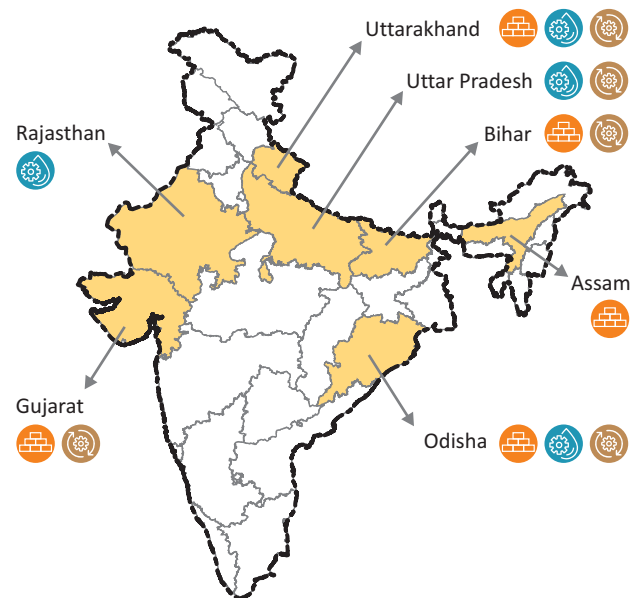 Uttarakhand
Uttar Pradesh
Rajasthan
Bihar
Assam
Gujarat
Odisha